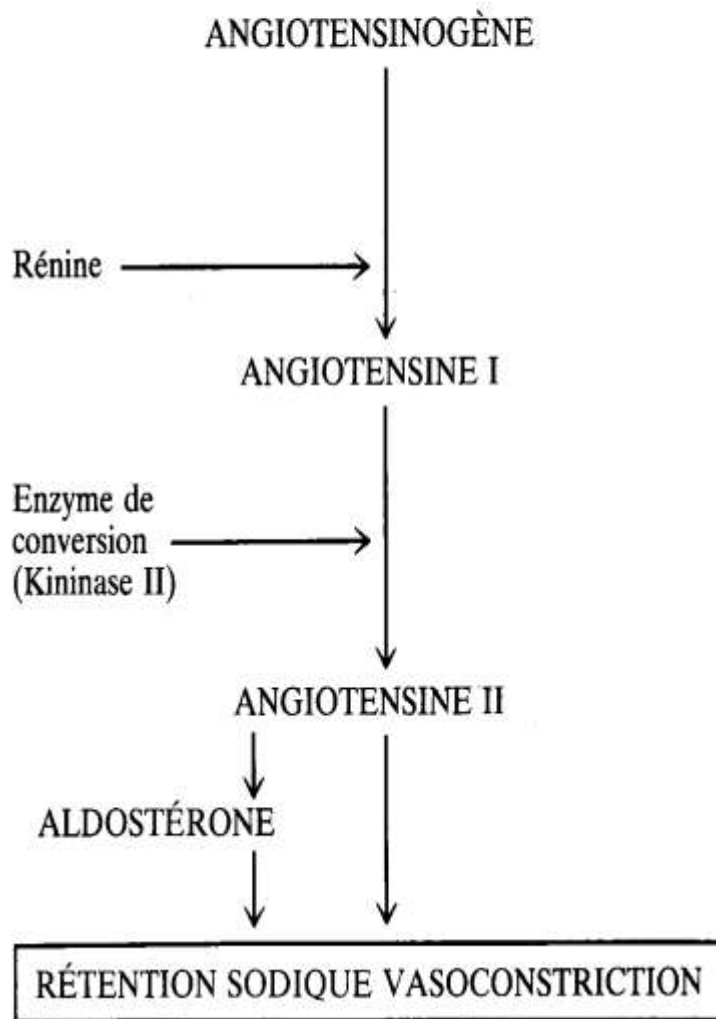 ANGIOTENSINOGÈNE
Rénine
ANGIOTENSINE I
Enzyme de
conversion
(Kininase II)
ANGIOTENSINE II
ALDOSTÉRONE
RÉTENTION SODIQUE VASOCONSTRICTION